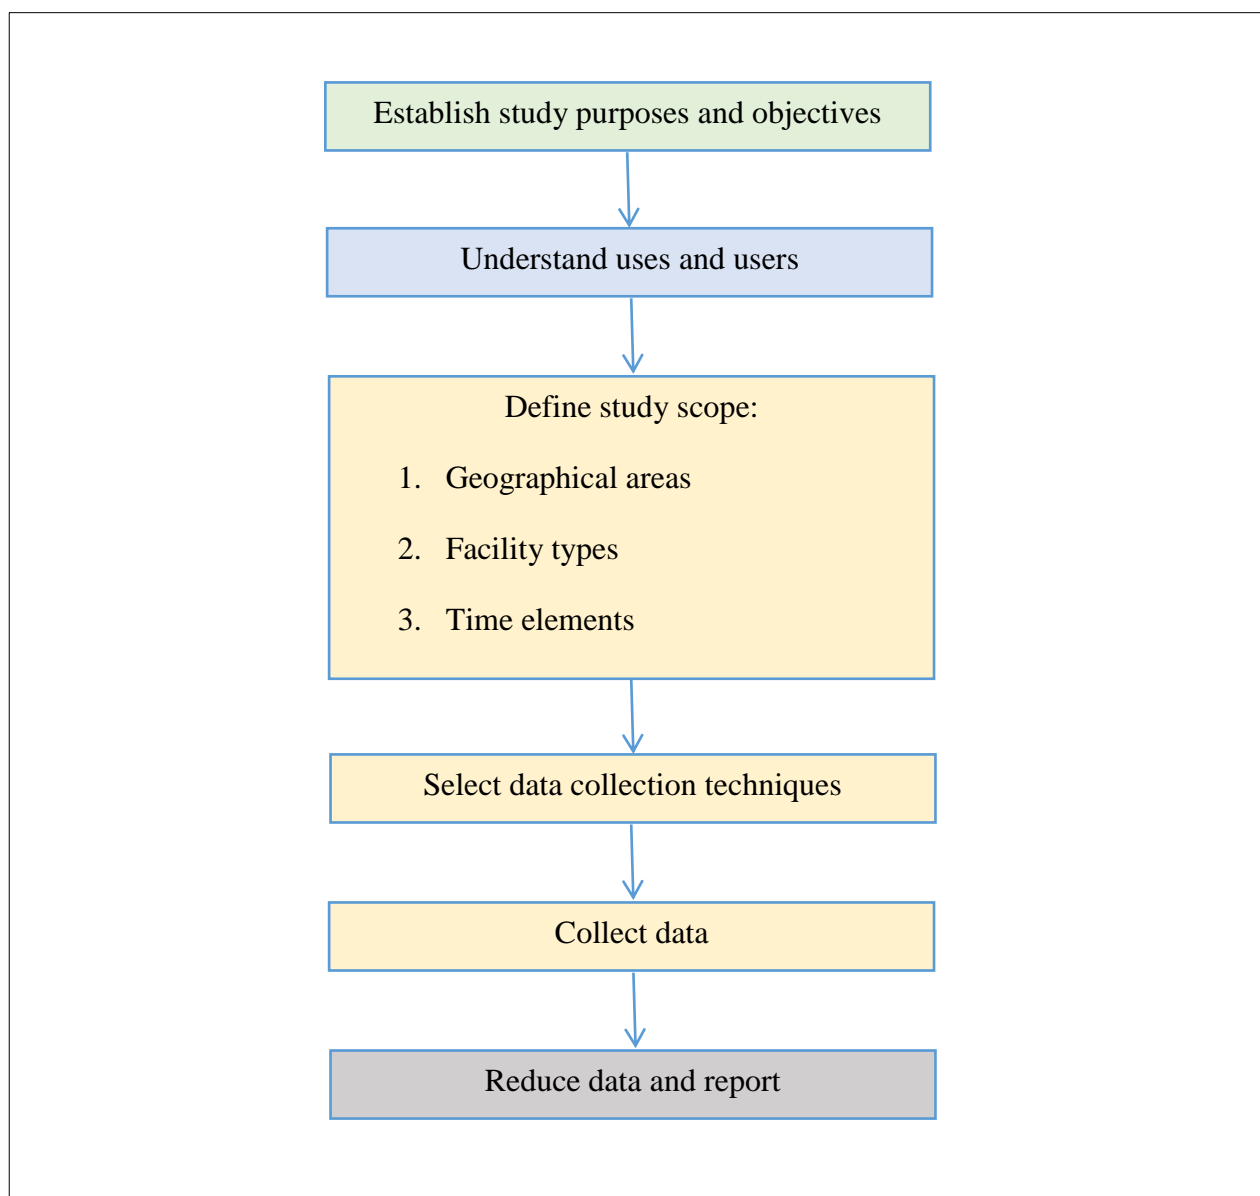 Establish study purposes and objectives
Understand uses and users
Define study scope:
1. Geographical areas
2. Facility types
3. Time elements
Select data collection techniques
Collect data
Reduce data and report